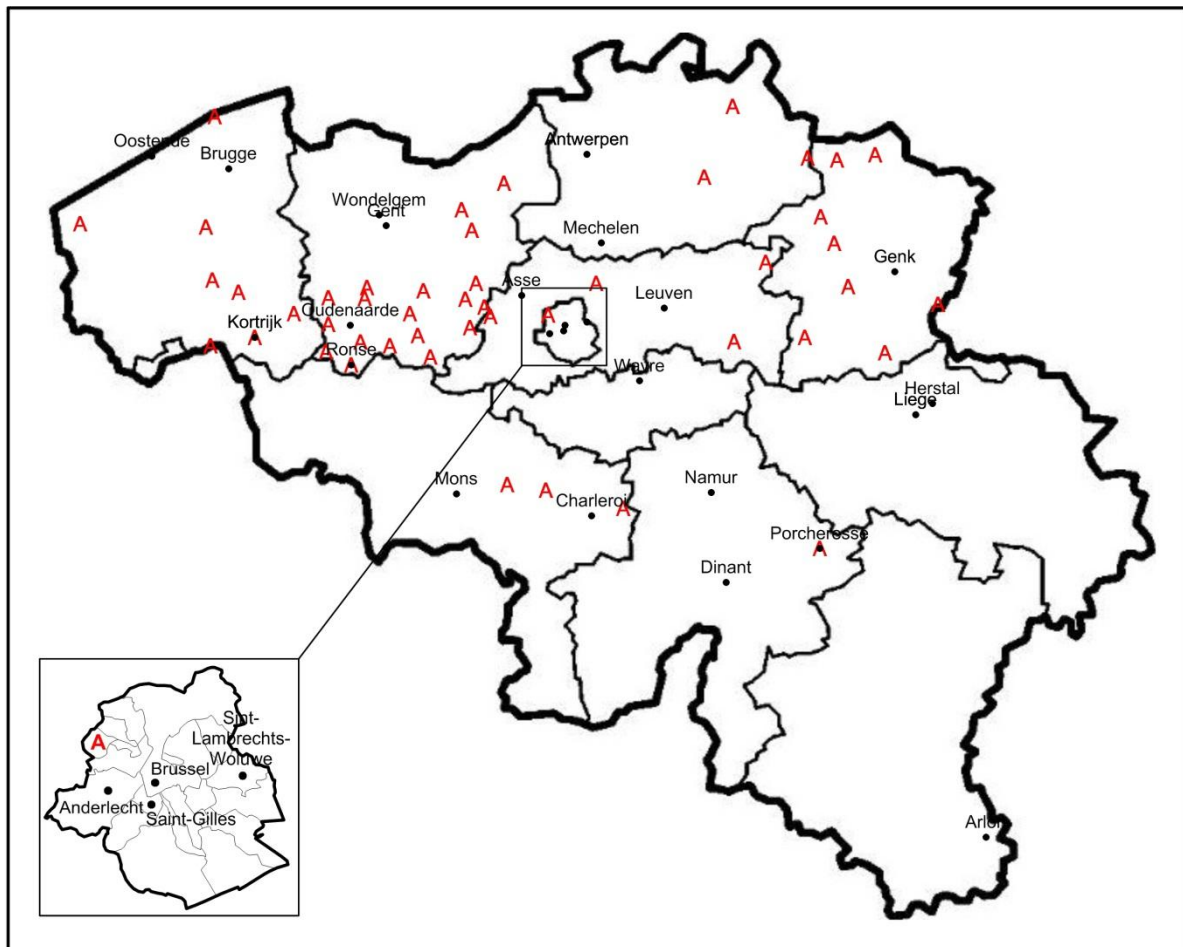 A
A
Antwerpen
Oostende
Brugge
A
A
A
A
A
Wondelgem
A
Gent
A
A
A
Mechelen
A
A
Genk
A
Asse
A
A
A
A
A
A
Leuven
A
A
A
A
A
A
Oudenaarde
A
A
A
A
Kortrijk
A
A
A
A
A
A
A
A
A
Ronse
A
A
A
A
Wavre
Herstal
Liege
Mons
Namur
A
A
Charleroi
A
Porcherosse
A
Dinant
Sint-
Lambrechts-
Woluwe
A
Brussel
Anderlecht
Saint-Gilles
Arlon